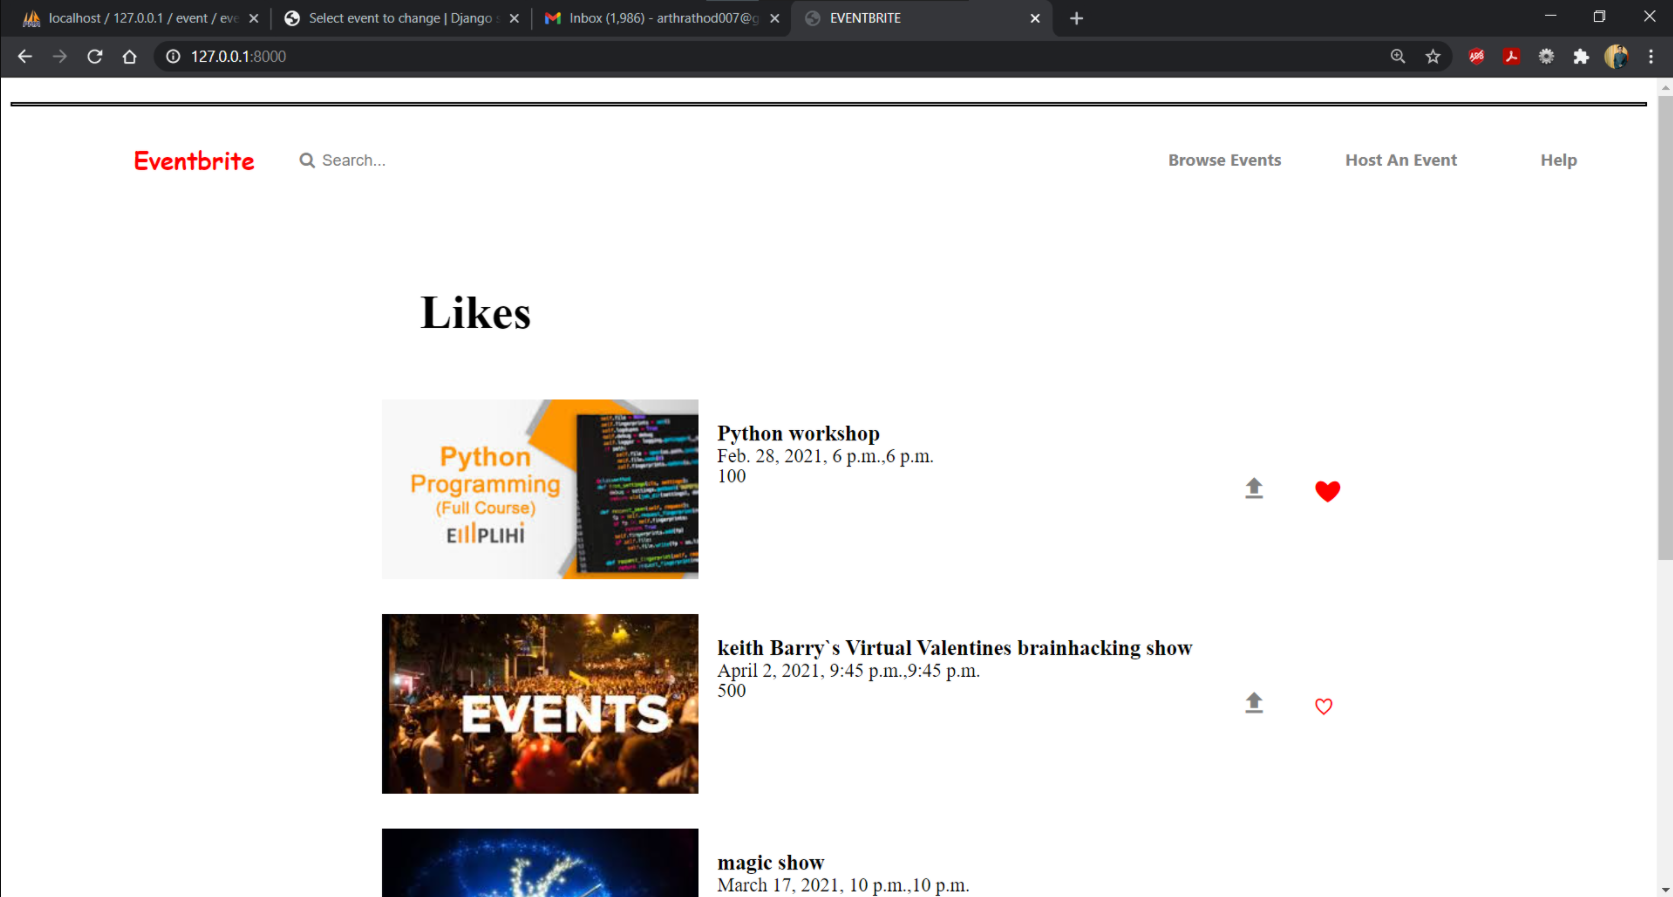 localhost / 127.0.0.1 / event / eve
Select event to change | Django s
Inbox (1,986) - arthrathod007@g
EVENTBRITE
127.0.0.1:8000
Eventbrite
Search...
Browse Events
Host An Event
Help
Likes
Python
Programming
(Full Course)
EMPLIHI
Python workshop
Feb. 28, 2021, 6 p.m.,6 p.m.
100
EVENTS
keith Barry`s Virtual Valentines brainhacking show
April 2, 2021, 9:45 p.m.,9:45 p.m.
500
magic show
March 17, 2021, 10 p.m.,10 p.m.